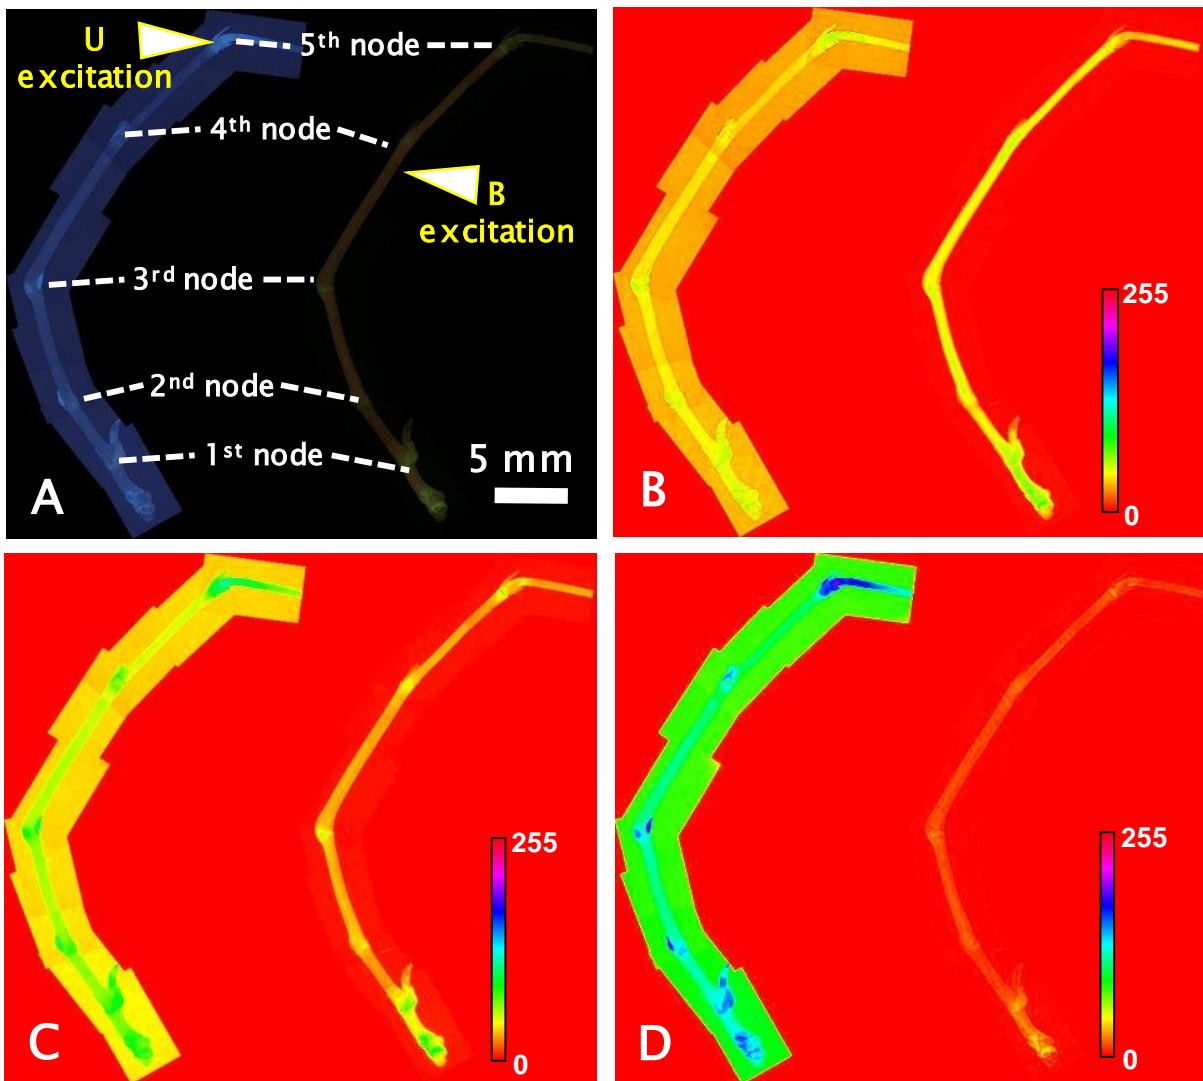 U
excitation
5th node
4th node
B
excitation
3rd node
2nd node
1st node
5 mm
A
255
0
B
255
0
C
255
0
D